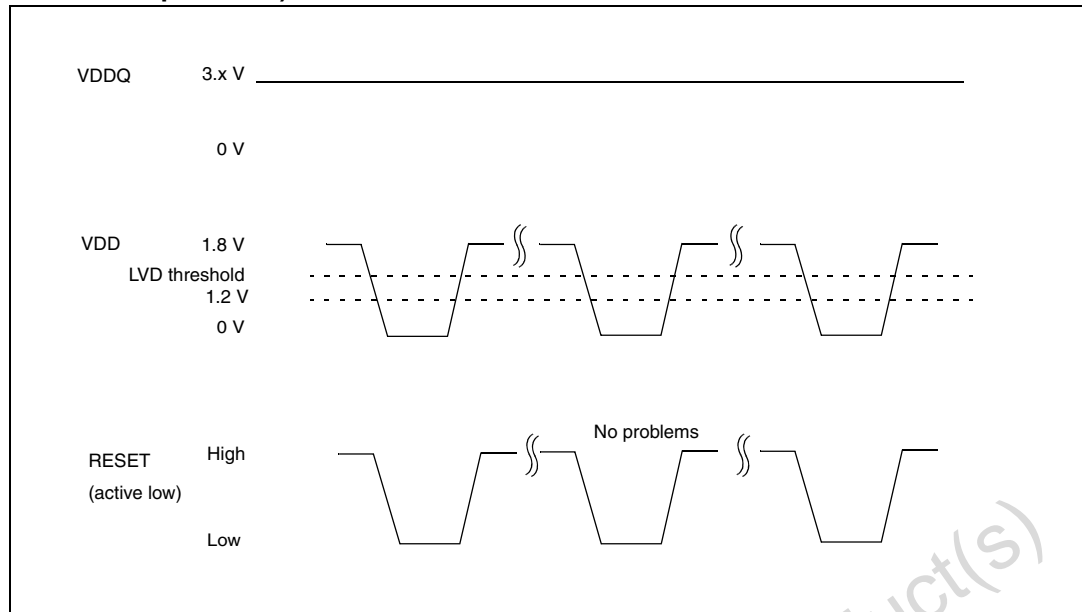 VDDQ 3.x V
0 V
VDD 1.8 V
LVD threshold
1.2 V
0 V
No problems
RESET High
(active low)
Low